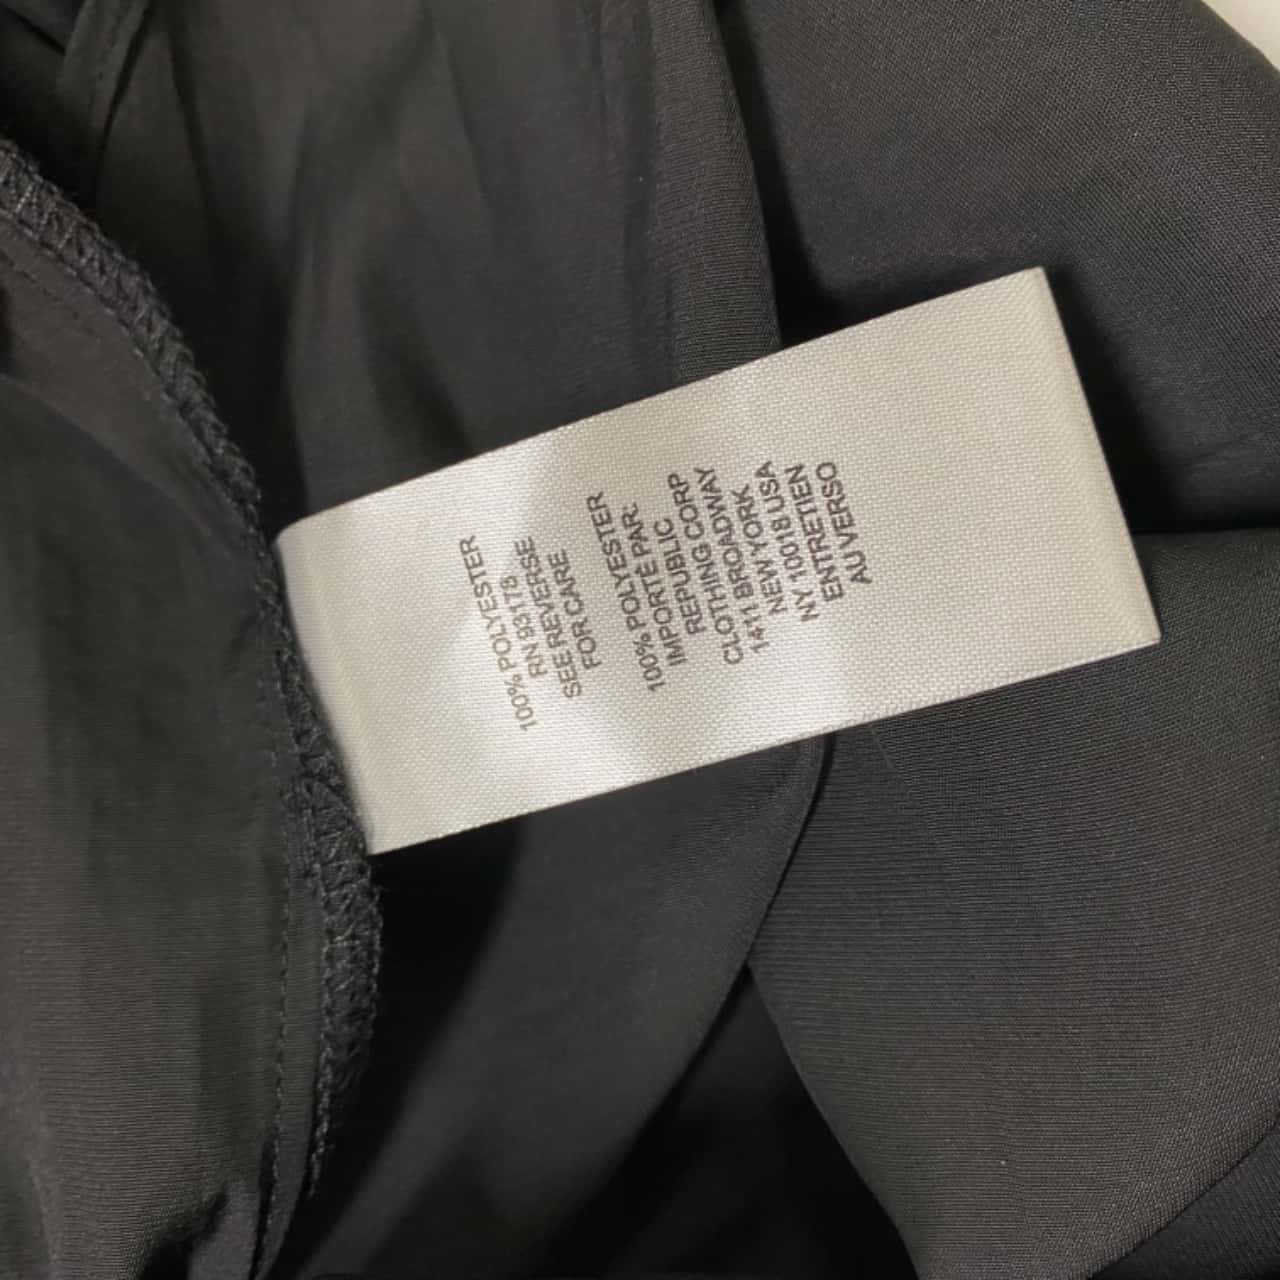 100% POLYESTER
RN 93178
SEE REVERSE
FOR CARE
100% POLYESTER
IMPORTÉ PAR:
REPUBLIC
CLOTHING CORP
1411 BROADWAY
NEW YORK
NY 10018 USA
ENTRETIEN
AU VERSO